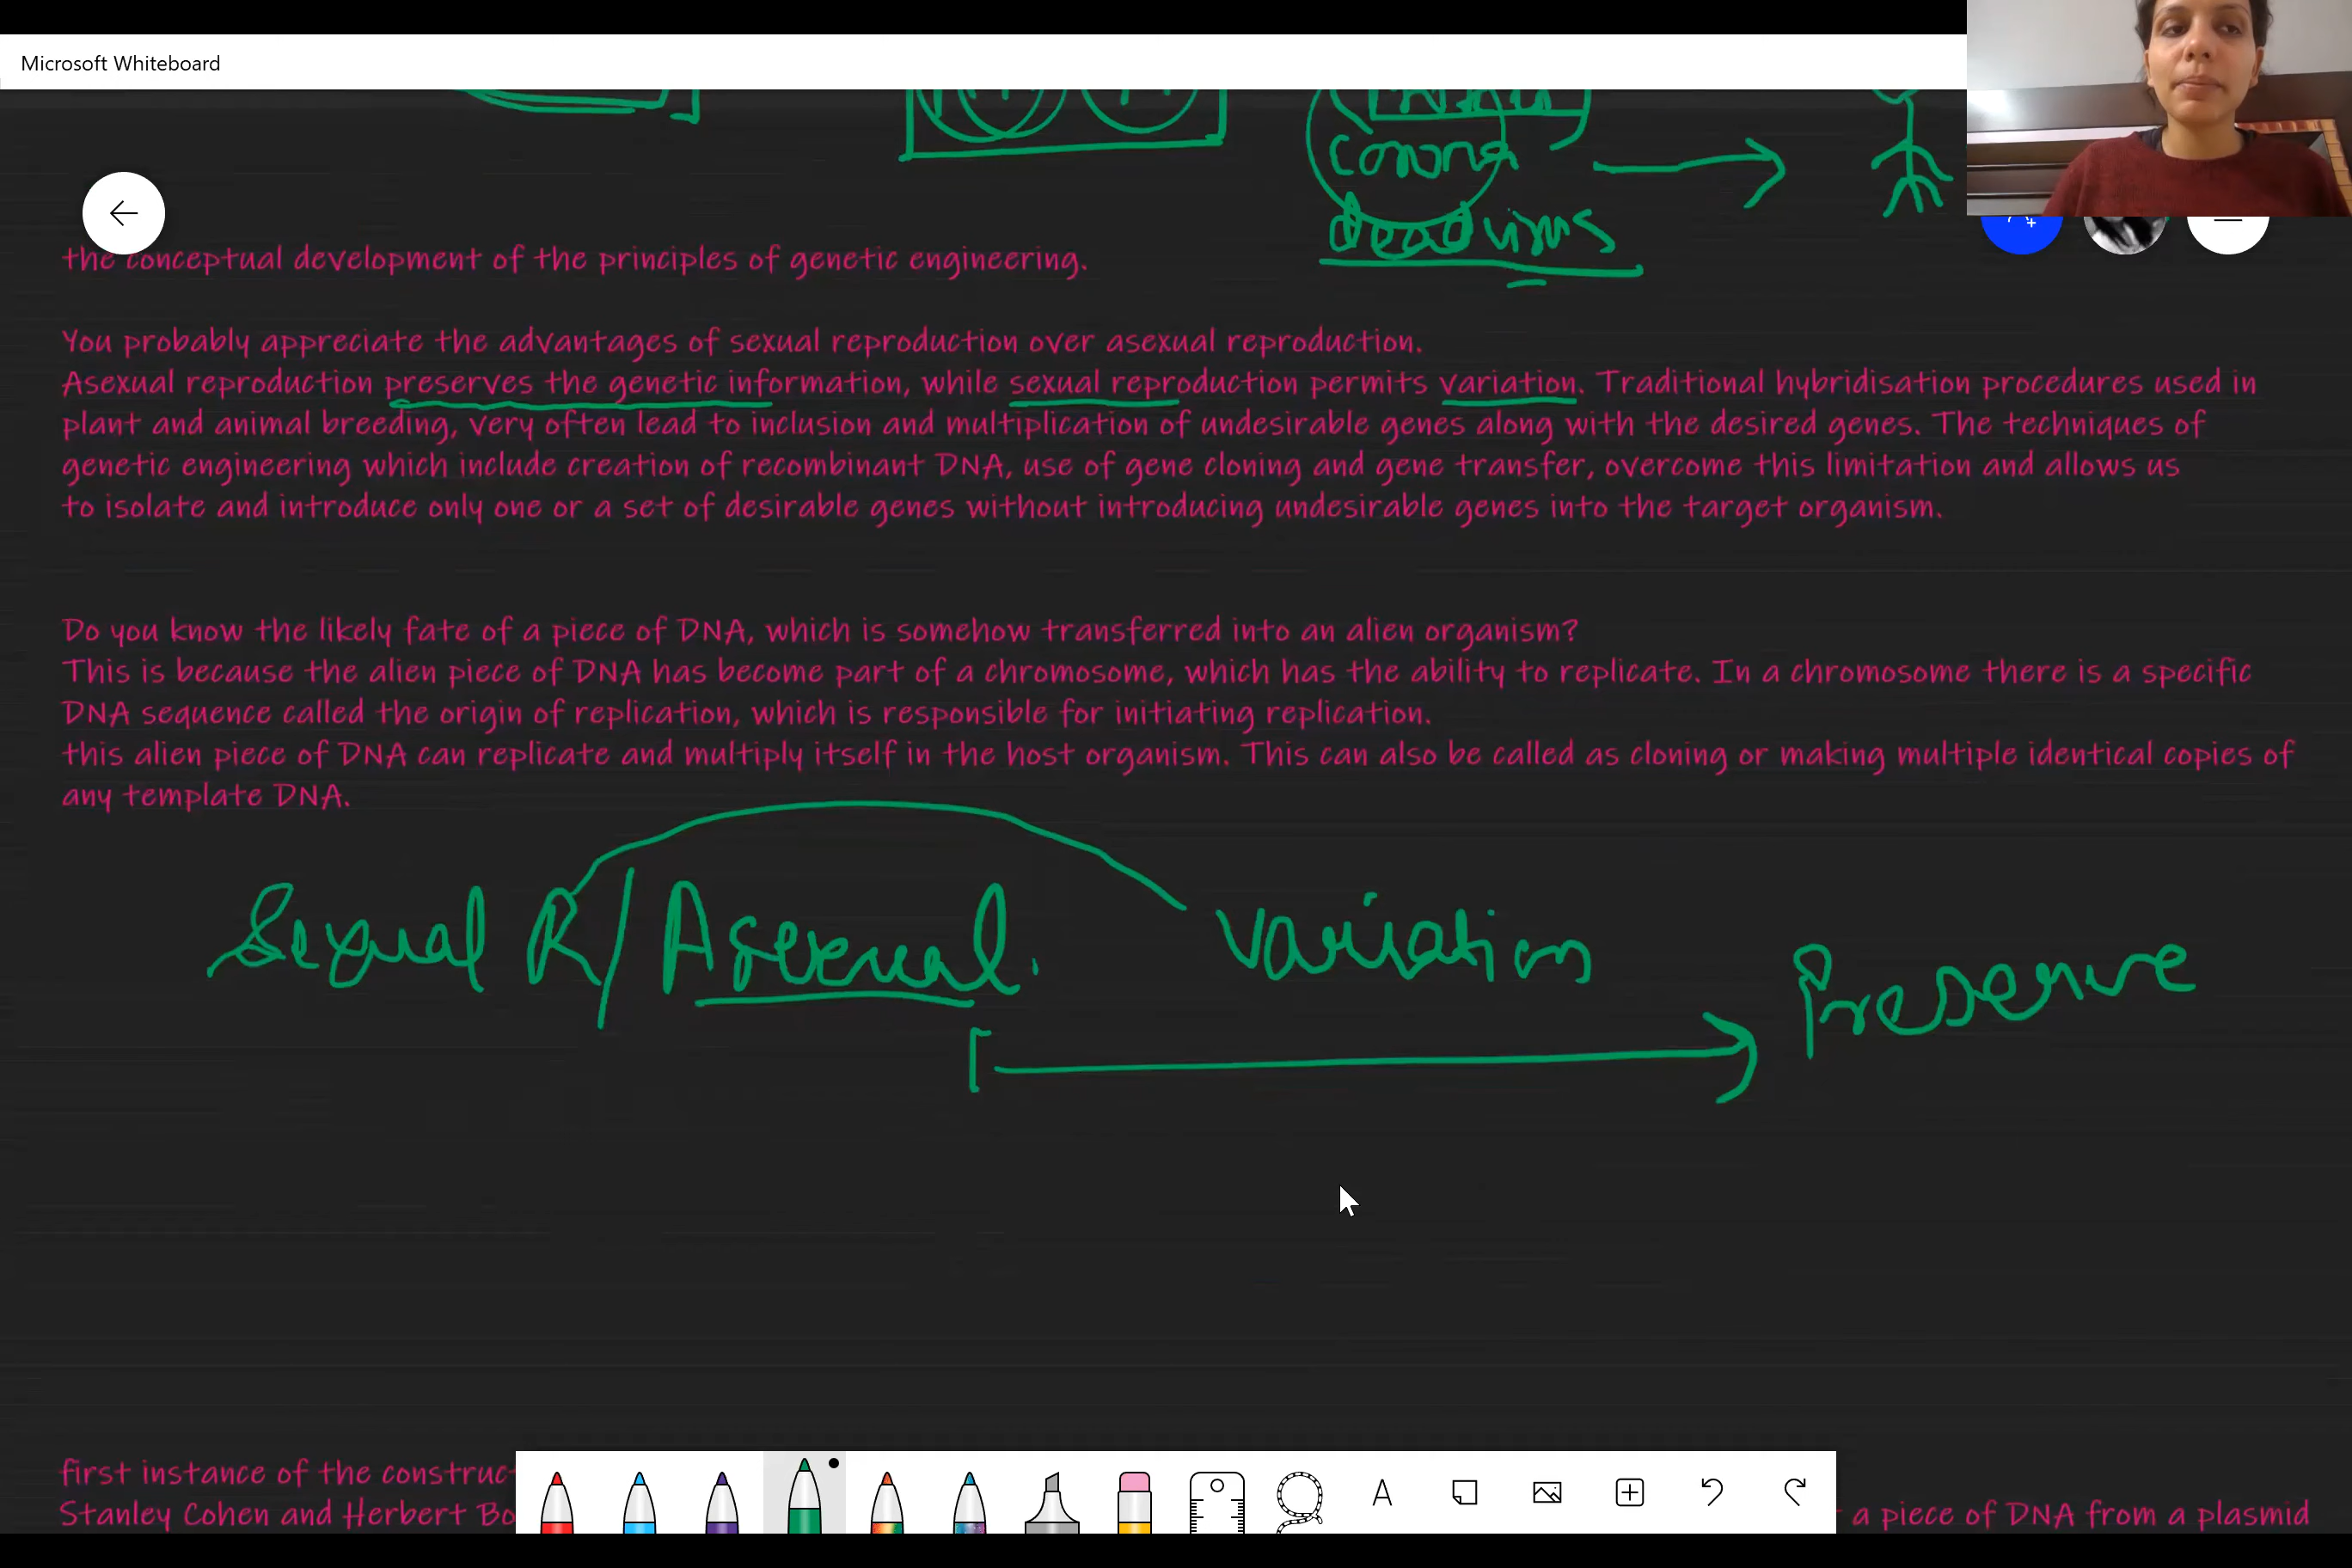 Microsoft Whiteboard
corona
dead virus
the conceptual development of the principles of genetic engineering.
You probably appreciate the advantages of sexual reproduction over asexual reproduction.
Asexual reproduction preserves the genetic information, while sexual reproduction permits variation. Traditional hybridisation procedures used in
plant and animal breeding, very often lead to inclusion and multiplication of undesirable genes along with the desired genes. The techniques of
genetic engineering which include creation of recombinant DNA, use of gene cloning and gene transfer, overcome this limitation and allows us
to isolate and introduce only one or a set of desirable genes without introducing undesirable genes into the target organism.
Do you know the likely fate of a piece of DNA, which is somehow transferred into an alien organism?
This is because the alien piece of DNA has become part of a chromosome, which has the ability to replicate. In a chromosome there is a specific
DNA sequence called the origin of replication, which is responsible for initiating replication.
this alien piece of DNA can replicate and multiply itself in the host organism. This can also be called as cloning or making multiple identical copies of
any template DNA.
Sexual R/Asexual. variation Preserve
first instance of the construc
Stanley Cohen and Herbert Bo a piece of DNA from a plasmid